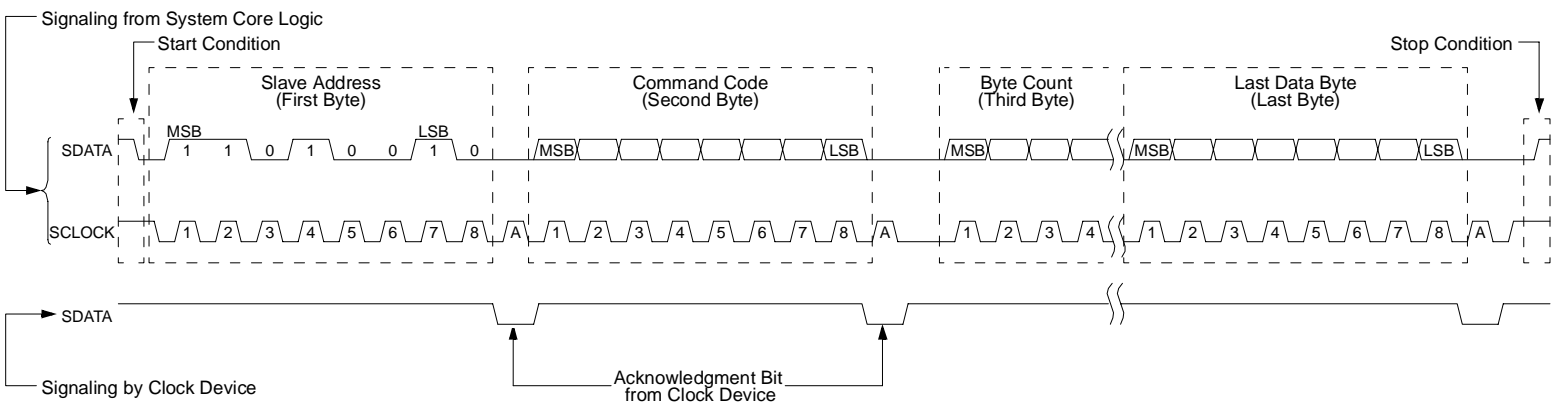 Signaling from System Core Logic
Start Condition
Stop Condition
Slave Address
(First Byte)
Command Code
(Second Byte)
Byte Count
(Third Byte)
Last Data Byte
(Last Byte)
MSB
LSB
SDATA
1 1 0 1 0 0 1 0
MSB
LSB
MSB
MSB
LSB
SCLOCK
1 2 3 4 5 6 7 8 A 1 2 3 4 5 6 7 8 A 1 2 3 4 1 2 3 4 5 6 7 8 A
SDATA
Signaling by Clock Device
Acknowledgment Bit
from Clock Device